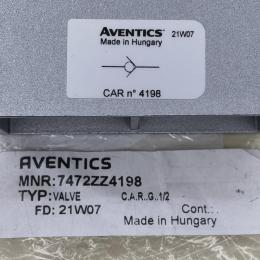 AVENTICS 21W07
Made in Hungary
CAR n° 4198
AVENTICS
MNR:7472ZZ4198
TYP:VALVE C.A.R..G..1/2
FD: 21W07 Cont.:
Made in Hungary